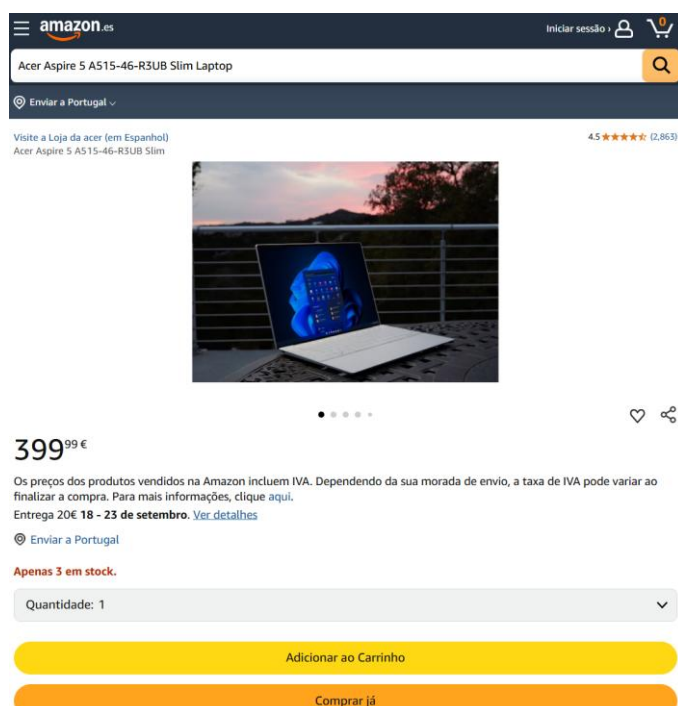 amazon.es
Iniciar sessão ›
0
Acer Aspire 5 A515-46-R3UB Slim Laptop
Enviar a Portugal
Visite a Loja da acer (em Espanhol)
4.5
(2,863)
Acer Aspire 5 A515-46-R3UB Slim
39999 €
Os preços dos produtos vendidos na Amazon incluem IVA. Dependendo da sua morada de envio, a taxa de IVA pode variar ao
finalizar a compra. Para mais informações, clique aqui.
Entrega 20€ 18 - 23 de setembro. Ver detalhes
Enviar a Portugal
Apenas 3 em stock.
Quantidade: 1
Adicionar ao Carrinho
Comprar já